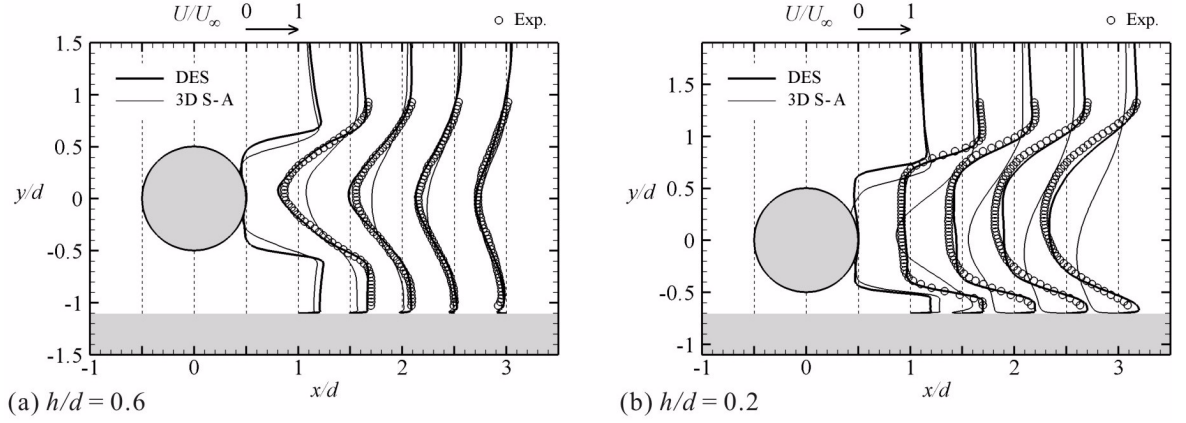 U/U∞ 0 1 ○ Exp.
1.5
DES
3D S-A
1
0.5
y/d 0
-0.5
-1
-1.5
-1 0 1 2 3
x/d
(a) h/d = 0.6
U/U∞ 0 1 ○ Exp.
1.5
DES
3D S-A
1
0.5
y/d
0
-0.5
-1
-1 0 1 2 3
x/d
(b) h/d = 0.2